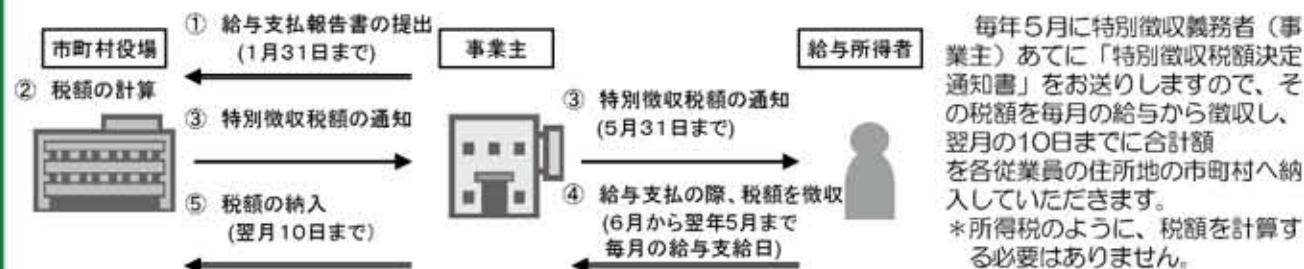 ① 給与支払報告書の提出
(1月31日まで)
市町村役場
事業主
給与所得者
② 税額の計算
③ 特別徴収税額の通知
③ 特別徴収税額の通知
(5月31日まで)
④ 給与支払の際、税額を徴収
(6月から翌年5月まで
毎月の給与支給日)
⑤ 税額の納入
(翌月10日まで)
毎年5月に特別徴収義務者（事
業主）あてに「特別徴収税額決定
通知書」をお送りしますので、そ
の税額を毎月の給与から徴収し、
翌月の10日までに合計額
を各従業員の住所地の市町村へ納
入していただきます。
＊所得税のように、税額を計算す
る必要はありません。